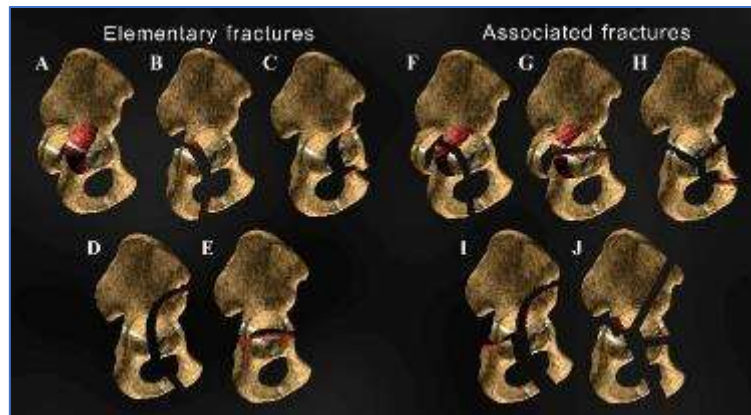 Elementary fractures
Associated fractures
A
B
C
F
G
H
D
E
I
J